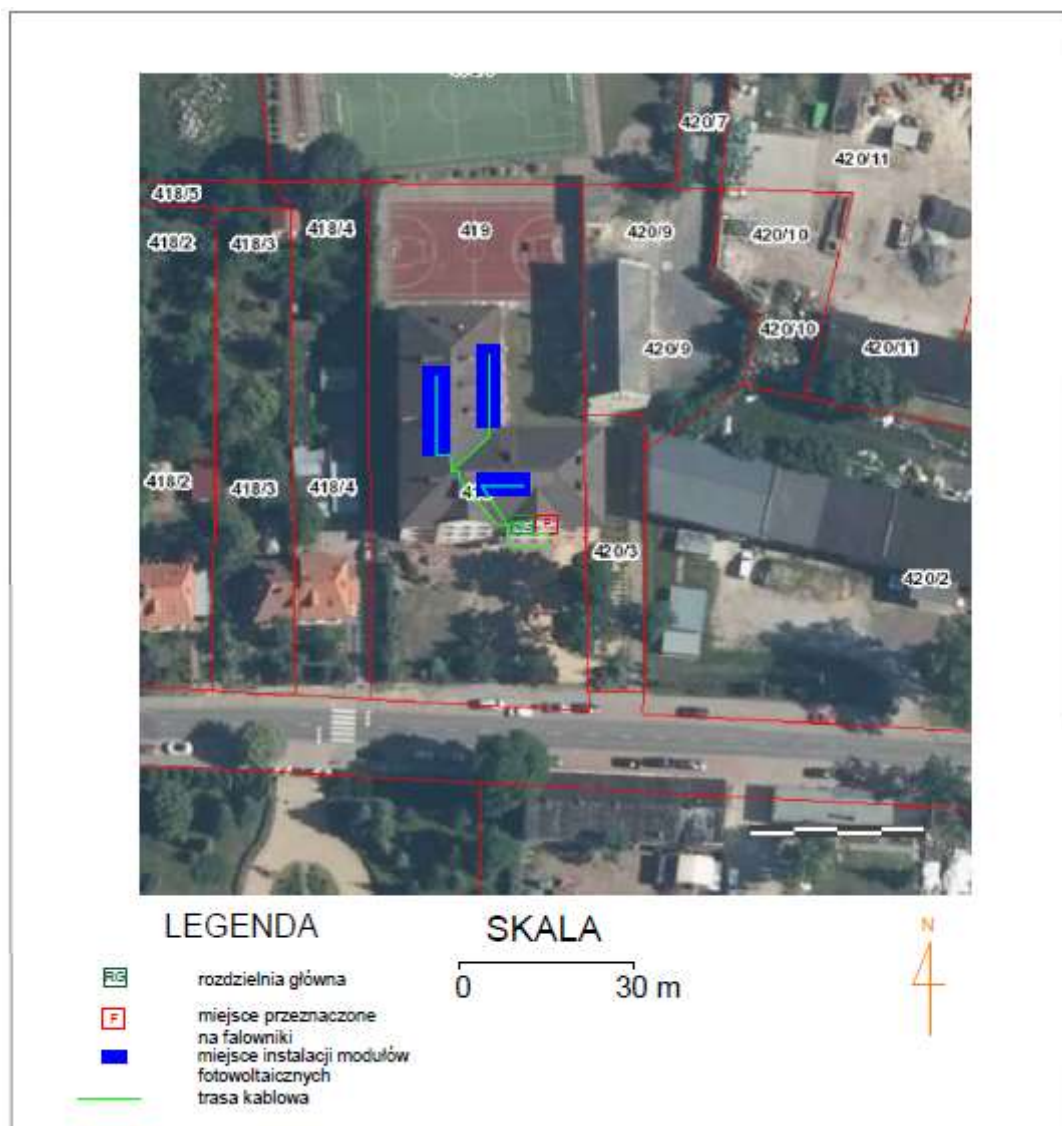 420/7
420/11
418/5
418/2 418/3 418/4 419 420/9 420/10
420/10
420/9 420/11
418/2 418/3 418/4
RG F
420/3
420/2
LEGENDA
SKALA
N
RG rozdzielnia główna
0 30 m
F miejsce przeznaczone
na falowniki
miejsce instalacji modułów
fotowoltaicznych
trasa kablowa